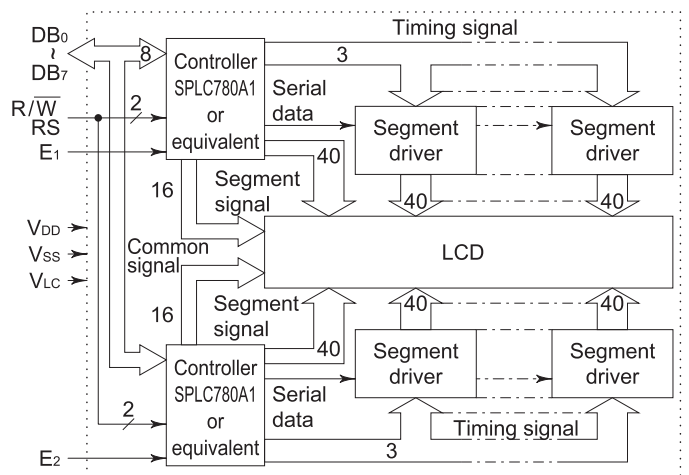 Timing signal
DB0
~
DB7
8
3
Controller
SPLC780A1
or
equivalent
Serial
data
Segment
driver
Segment
driver
R/W
RS
2
E1
40
16
Segment
signal
40
40
VDD
VSS
VLC
Common
signal
LCD
16
Segment
signal
40
40
40
Controller
SPLC780A1
or
equivalent
Segment
driver
Segment
driver
Serial
data
2
Timing signal
E2
3